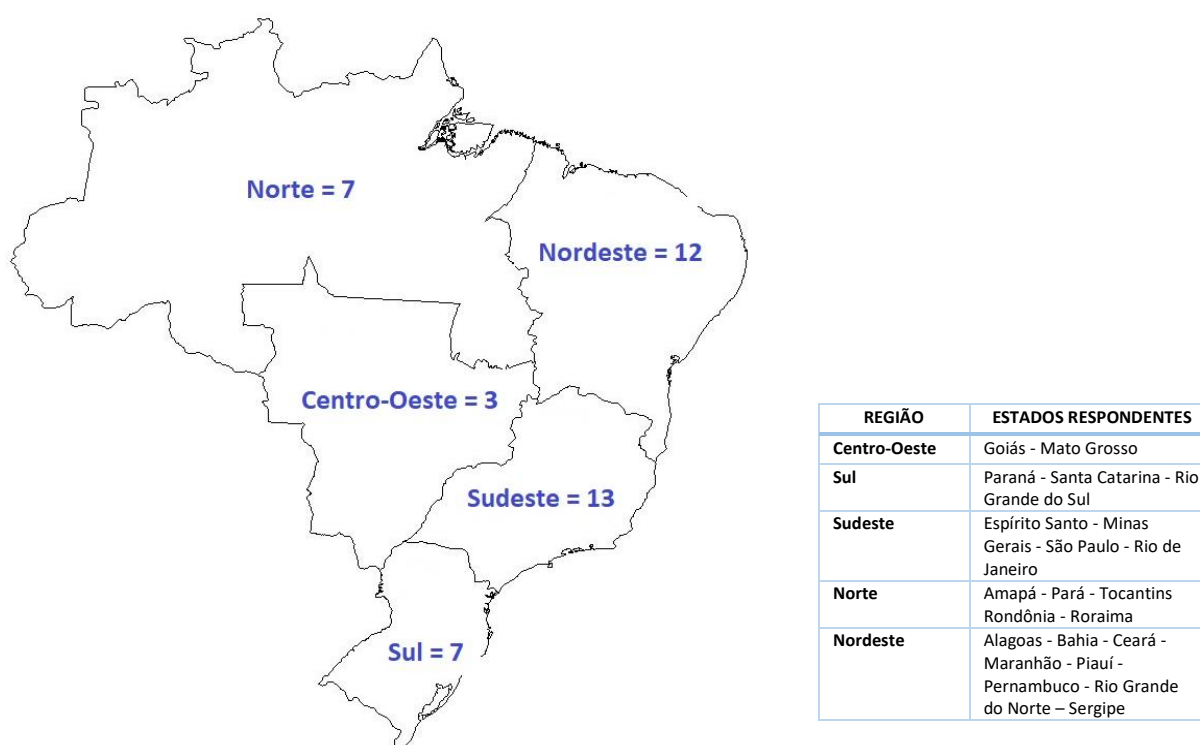 Norte = 7
Nordeste = 12
Centro-Oeste = 3
Sudeste = 13
Sul = 7
REGIÃO
ESTADOS RESPONDENTES
Centro-Oeste
Goiás - Mato Grosso
Sul
Paraná - Santa Catarina - Rio
Grande do Sul
Sudeste
Espírito Santo - Minas
Gerais - São Paulo - Rio de
Janeiro
Norte
Amapá - Pará - Tocantins
Rondônia - Roraima
Nordeste
Alagoas - Bahia - Ceará -
Maranhão - Piauí -
Pernambuco - Rio Grande
do Norte – Sergipe